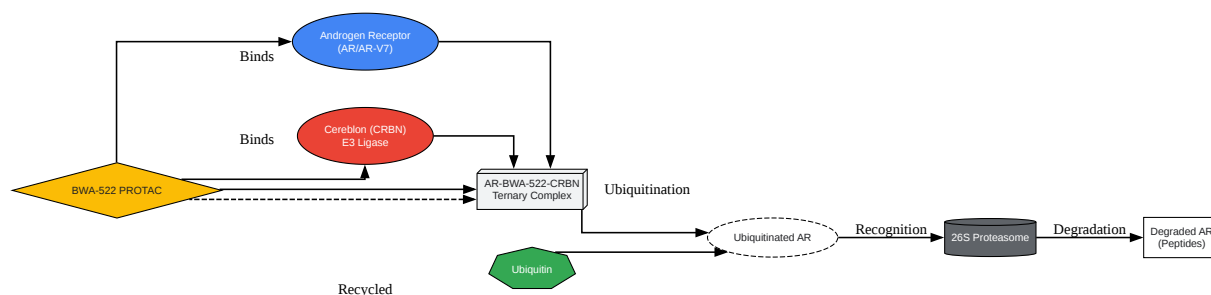 Androgen Receptor
(AR/AR-V7)
Binds
Cereblon (CRBN)
E3 Ligase
Binds
BWA-522 PROTAC
AR-BWA-522-CRBN
Ternary Complex
Ubiquitination
Ubiquitinated AR
Recognition
26S Proteasome
Degradation
Degraded AR
(Peptides)
Ubiquitin
Recycled